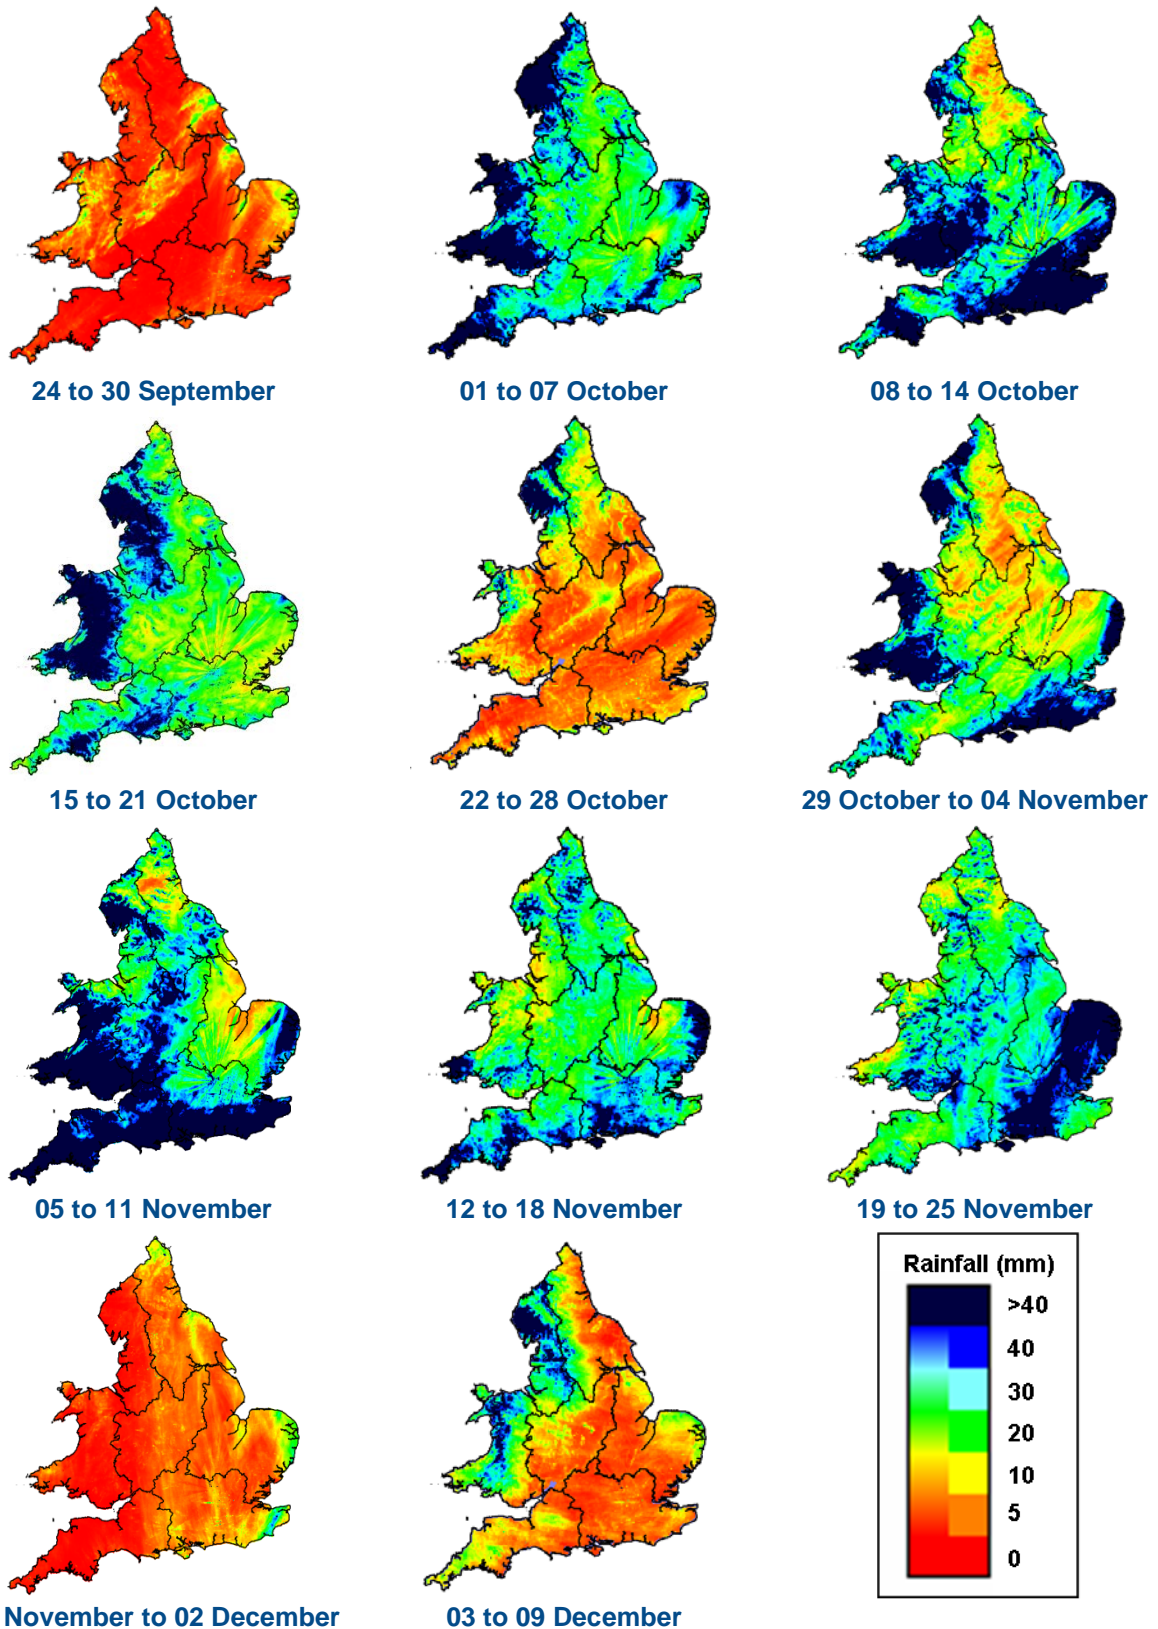 24 to 30 September
01 to 07 October
08 to 14 October
15 to 21 October
22 to 28 October
29 October to 04 November
05 to 11 November
12 to 18 November
19 to 25 November
Rainfall (mm)
>40
40
30
20
10
5
0
November to 02 December
03 to 09 December